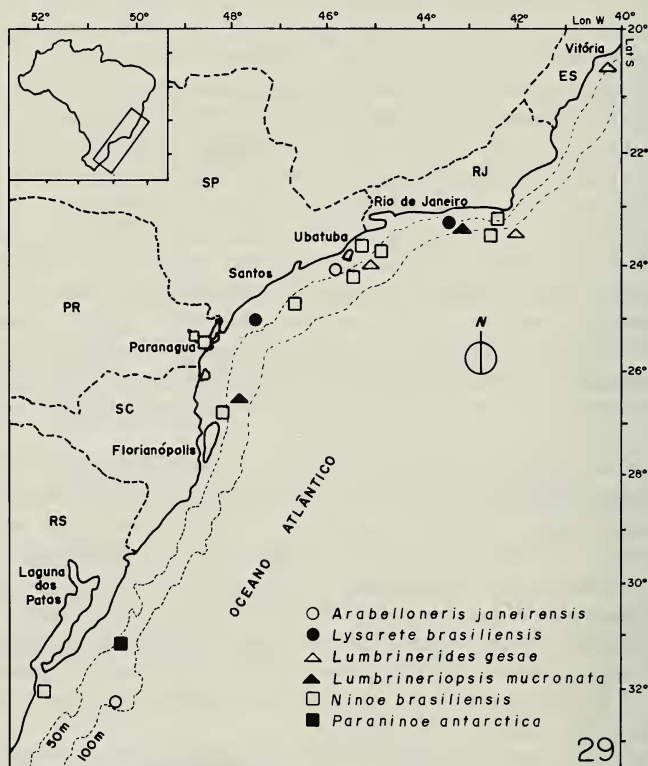 52° 50° 48° 46° 44° 42° Lon W 40°
20°
Lat S
Vitória
ES
22°
RJ
SP
Rio de Janeiro
Ubatuba
24°
Santos
PR
Paranagua
N
26°
SC
Florianópolis
28°
OCEANO ATLÂNTICO
RS
Laguna
dos
Patos
30°
32°
50m
100m
Arabelloneris janeirensis
Lysarete brasiliensis
Lumbrinerides gesae
Lumbrineriopsis mucronata
Ninoe brasiliensis
Paraninoe antarctica
29